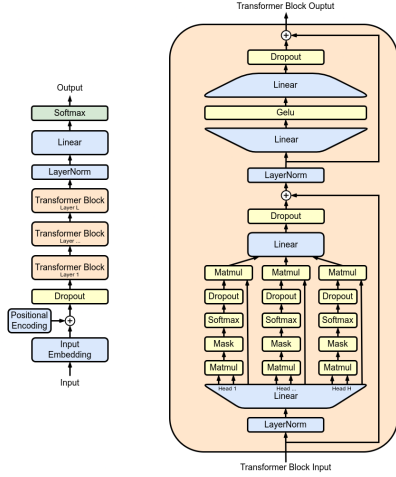 Output
Softmax
Linear
LayerNorm
Transformer Block
Layer L
Transformer Block
Layer ...
Transformer Block
Layer 1
Dropout
Positional
Encoding
Input
Embedding
Input
Transformer Block Ouptut
Dropout
Linear
Gelu
Linear
LayerNorm
Dropout
Linear
Matmul Matmul Matmul
Dropout Dropout Dropout
Softmax Softmax Softmax
Mask Mask Mask
Matmul Matmul Matmul
Head 1 Head ... Head H
Linear
LayerNorm
Transformer Block Input